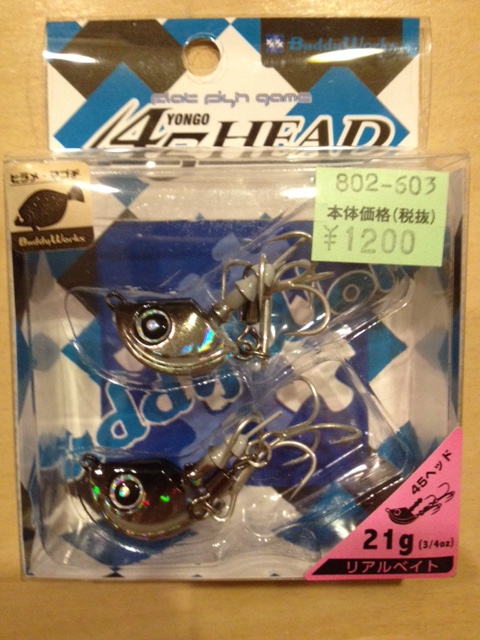 BuddyWorks
flat fish game
YONGO
45 HEAD
ヒラメ・マゴチ
BuddyWorks
802-603
本体価格(税抜)
¥1200
45ヘッド
21g (3/4oz)
リアルベイト